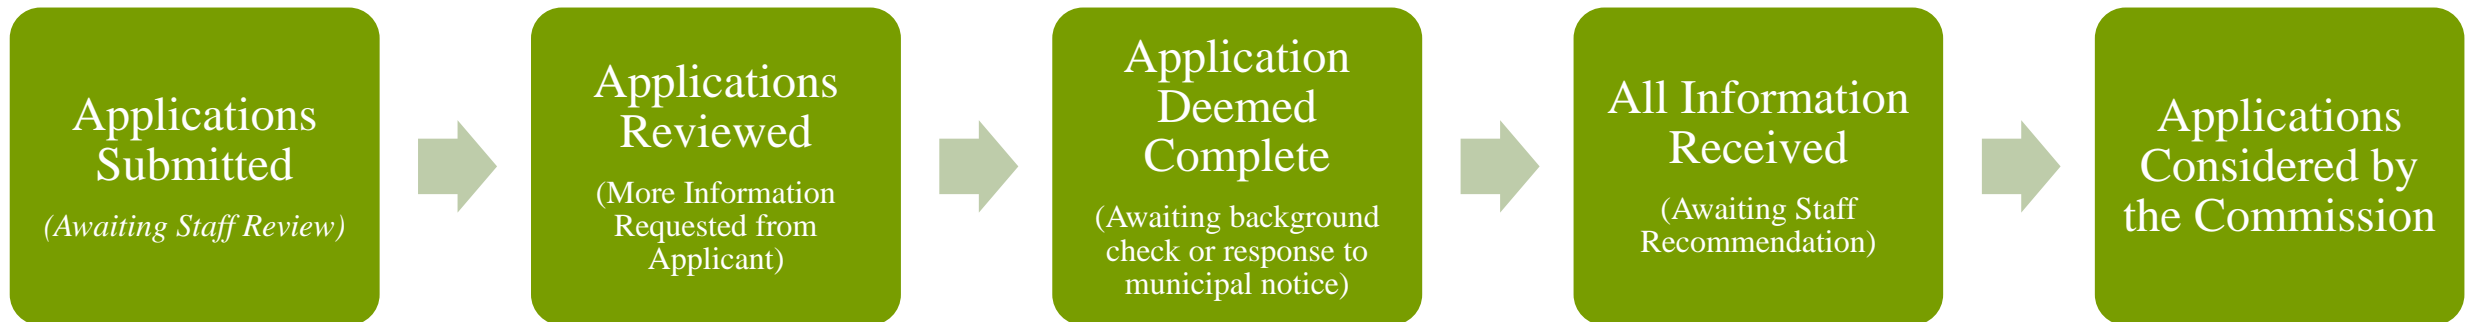 Applications
Submitted
(Awaiting Staff Review)
Applications
Reviewed
(More Information
Requested from
Applicant)
Application
Deemed
Complete
(Awaiting background
check or response to
municipal notice)
All Information
Received
(Awaiting Staff
Recommendation)
Applications
Considered by
the Commission